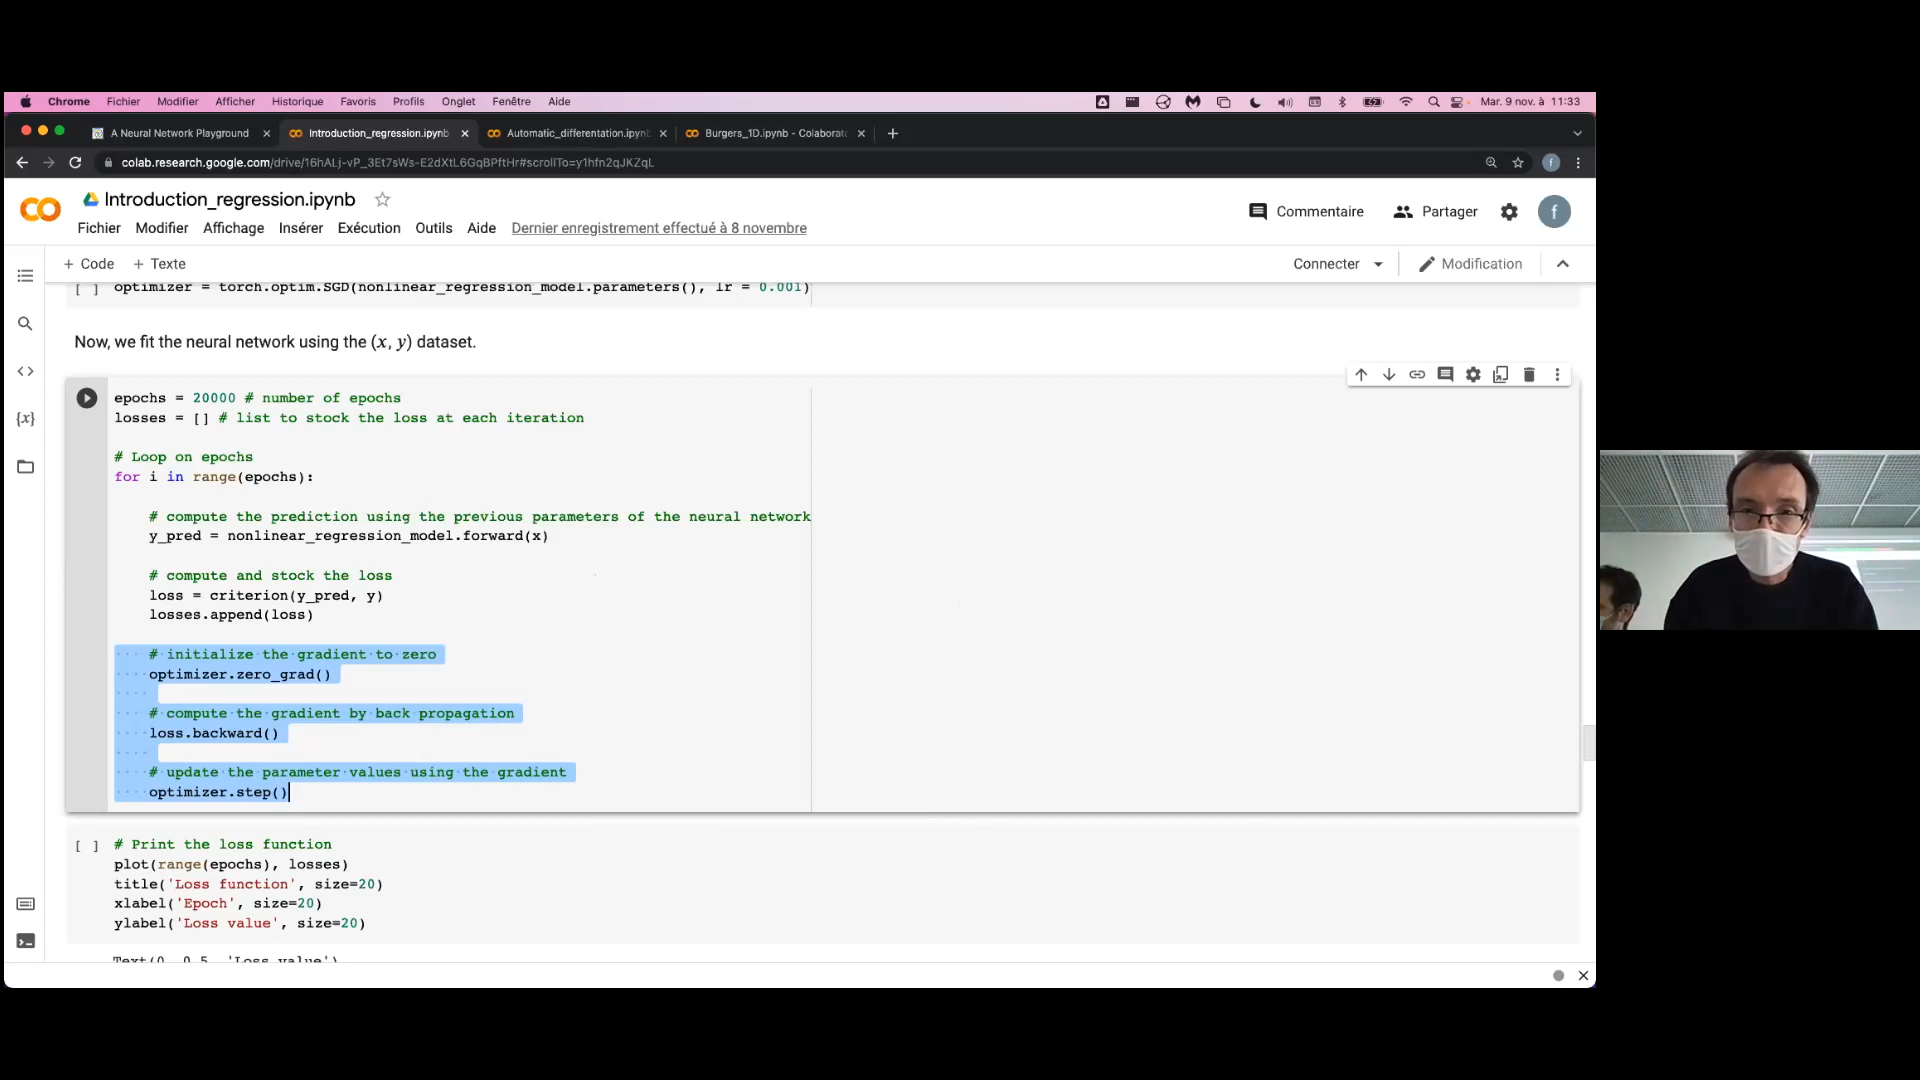 Chrome Fichier Modifier Afficher Historique Favoris Profils Onglet Fenêtre Aide Mar. 9 nov. à 11:33
A Neural Network Playground Introduction_regression.ipynb Automatic_differentation.ipynb Burgers_1D.ipynb - Colaborat
colab.research.google.com/drive/16hALj-vP_3Et7sWs-E2dXtL6GqBPftHr#scrollTo=y1hfn2qJKZqL f
Introduction_regression.ipynb
Commentaire Partager f
Fichier Modifier Affichage Insérer Exécution Outils Aide Dernier enregistrement effectué à 8 novembre
+ Code + Texte Connecter Modification
[ ] optimizer = torch.optim.SGD(nonlinear_regression_model.parameters(), lr = 0.001)
Now, we fit the neural network using the (x, y) dataset.
epochs = 20000 # number of epochs
losses = [] # list to stock the loss at each iteration
# Loop on epochs
for i in range(epochs):
# compute the prediction using the previous parameters of the neural network
y_pred = nonlinear_regression_model.forward(x)
# compute and stock the loss
loss = criterion(y_pred, y)
losses.append(loss)
# initialize the gradient to zero
optimizer.zero_grad()
# compute the gradient by back propagation
loss.backward()
# update the parameter values using the gradient
optimizer.step()
[ ] # Print the loss function
plot(range(epochs), losses)
title('Loss function', size=20)
xlabel('Epoch', size=20)
ylabel('Loss value', size=20)
Text(0, 0.5, 'Loss value')